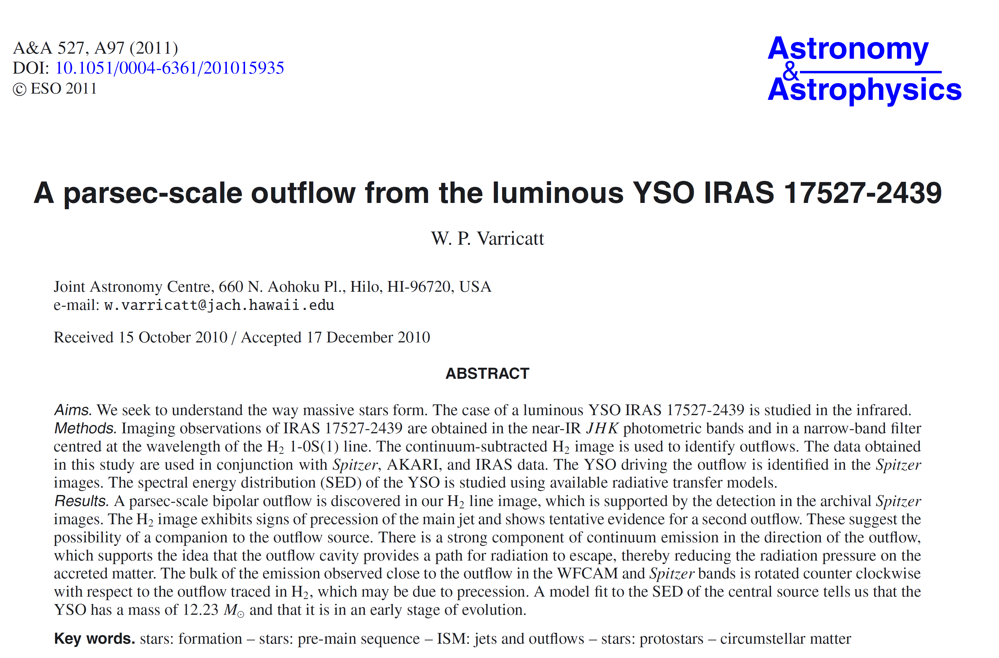 A&A 527, A97 (2011)
DOI: 10.1051/0004-6361/201015935
© ESO 2011
Astronomy
&
Astrophysics
A parsec-scale outflow from the luminous YSO IRAS 17527-2439
W. P. Varricatt
Joint Astronomy Centre, 660 N. Aohoku Pl., Hilo, HI-96720, USA
e-mail: w.varricatt@jach.hawaii.edu
Received 15 October 2010 / Accepted 17 December 2010
ABSTRACT
Aims. We seek to understand the way massive stars form. The case of a luminous YSO IRAS 17527-2439 is studied in the infrared.
Methods. Imaging observations of IRAS 17527-2439 are obtained in the near-IR JHK photometric bands and in a narrow-band filter
centred at the wavelength of the H₂ 1-0S(1) line. The continuum-subtracted H₂ image is used to identify outflows. The data obtained
in this study are used in conjunction with Spitzer, AKARI, and IRAS data. The YSO driving the outflow is identified in the Spitzer
images. The spectral energy distribution (SED) of the YSO is studied using available radiative transfer models.
Results. A parsec-scale bipolar outflow is discovered in our H₂ line image, which is supported by the detection in the archival Spitzer
images. The H₂ image exhibits signs of precession of the main jet and shows tentative evidence for a second outflow. These suggest the
possibility of a companion to the outflow source. There is a strong component of continuum emission in the direction of the outflow,
which supports the idea that the outflow cavity provides a path for radiation to escape, thereby reducing the radiation pressure on the
accreted matter. The bulk of the emission observed close to the outflow in the WFCAM and Spitzer bands is rotated counter clockwise
with respect to the outflow traced in H₂, which may be due to precession. A model fit to the SED of the central source tells us that the
YSO has a mass of 12.23 M☉ and that it is in an early stage of evolution.
Key words. stars: formation – stars: pre-main sequence – ISM: jets and outflows – stars: protostars – circumstellar matter